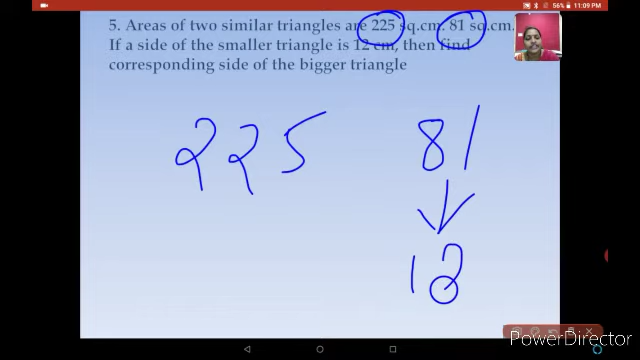 56% 11:09 PM
5. Areas of two similar triangles are 225 sq.cm. 81 sq.cm.
If a side of the smaller triangle is 12 cm, then find
corresponding side of the bigger triangle
225 81
12
PowerDirector